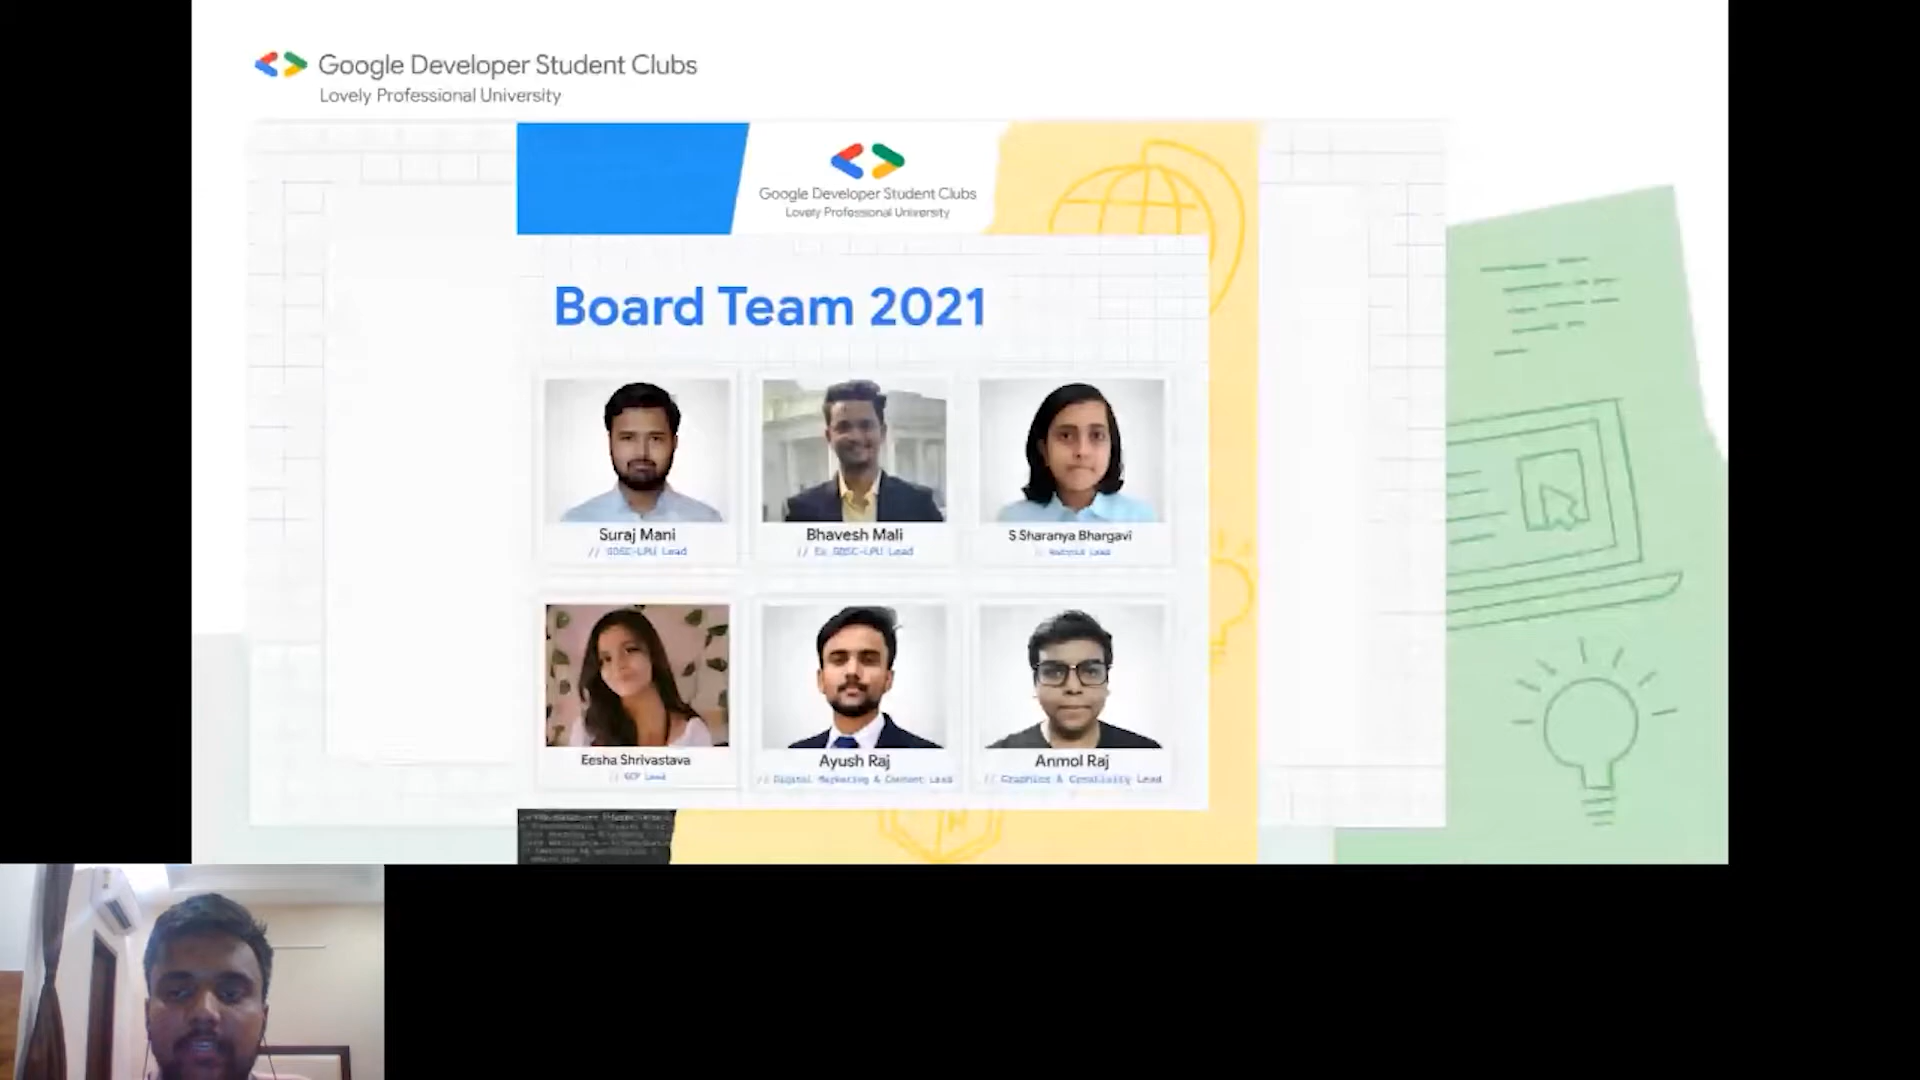 Google Developer Student Clubs
Lovely Professional University
Google Developer Student Clubs
Lovely Professional University
Board Team 2021
Suraj Mani
// GDSC-LPU Lead
Bhavesh Mali
// Ex GDSC-LPU Lead
S Sharanya Bhargavi
Lead
Eesha Shrivastava
// GCP Lead
Ayush Raj
// Digital Marketing & Content Lead
Anmol Raj
// Graphics & Creativity Lead